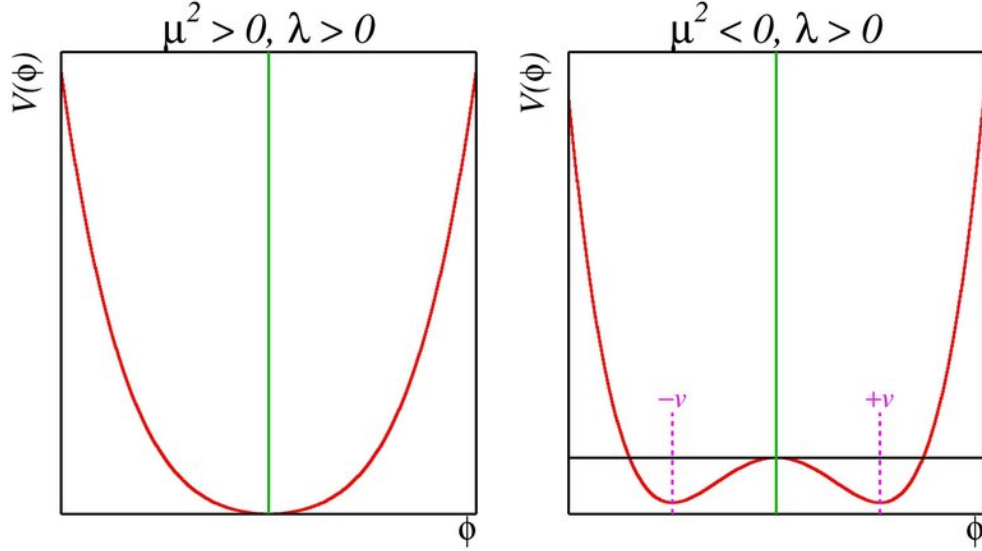 μ² > 0, λ > 0
V(ϕ)
ϕ
μ² < 0, λ > 0
V(ϕ)
−v
+v
ϕ